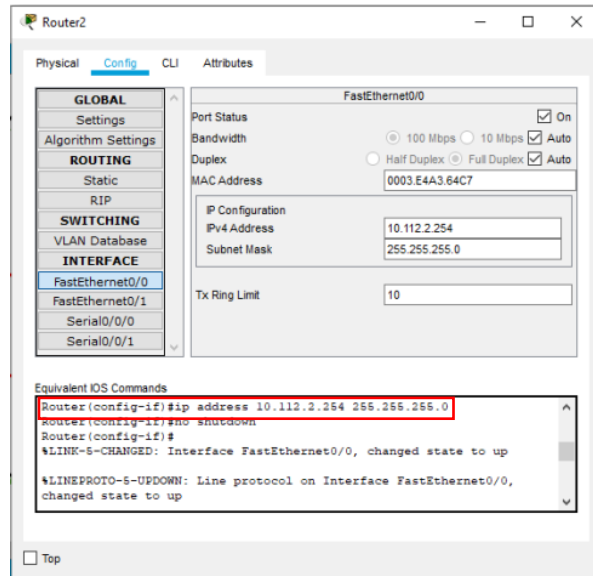 Router2
Physical Config CLI Attributes
GLOBAL
Settings
Algorithm Settings
ROUTING
Static
RIP
SWITCHING
VLAN Database
INTERFACE
FastEthernet0/0
FastEthernet0/1
Serial0/0/0
Serial0/0/1
FastEthernet0/0
Port Status On
Bandwidth 100 Mbps 10 Mbps Auto
Duplex Half Duplex Full Duplex Auto
MAC Address 0003.E4A3.64C7
IP Configuration
IPv4 Address 10.112.2.254
Subnet Mask 255.255.255.0
Tx Ring Limit 10
Equivalent IOS Commands
Router(config-if)#ip address 10.112.2.254 255.255.255.0
Router(config-if)#no shutdown
Router(config-if)#
%LINK-5-CHANGED: Interface FastEthernet0/0, changed state to up
%LINEPROTO-5-UPDOWN: Line protocol on Interface FastEthernet0/0,
changed state to up
Top